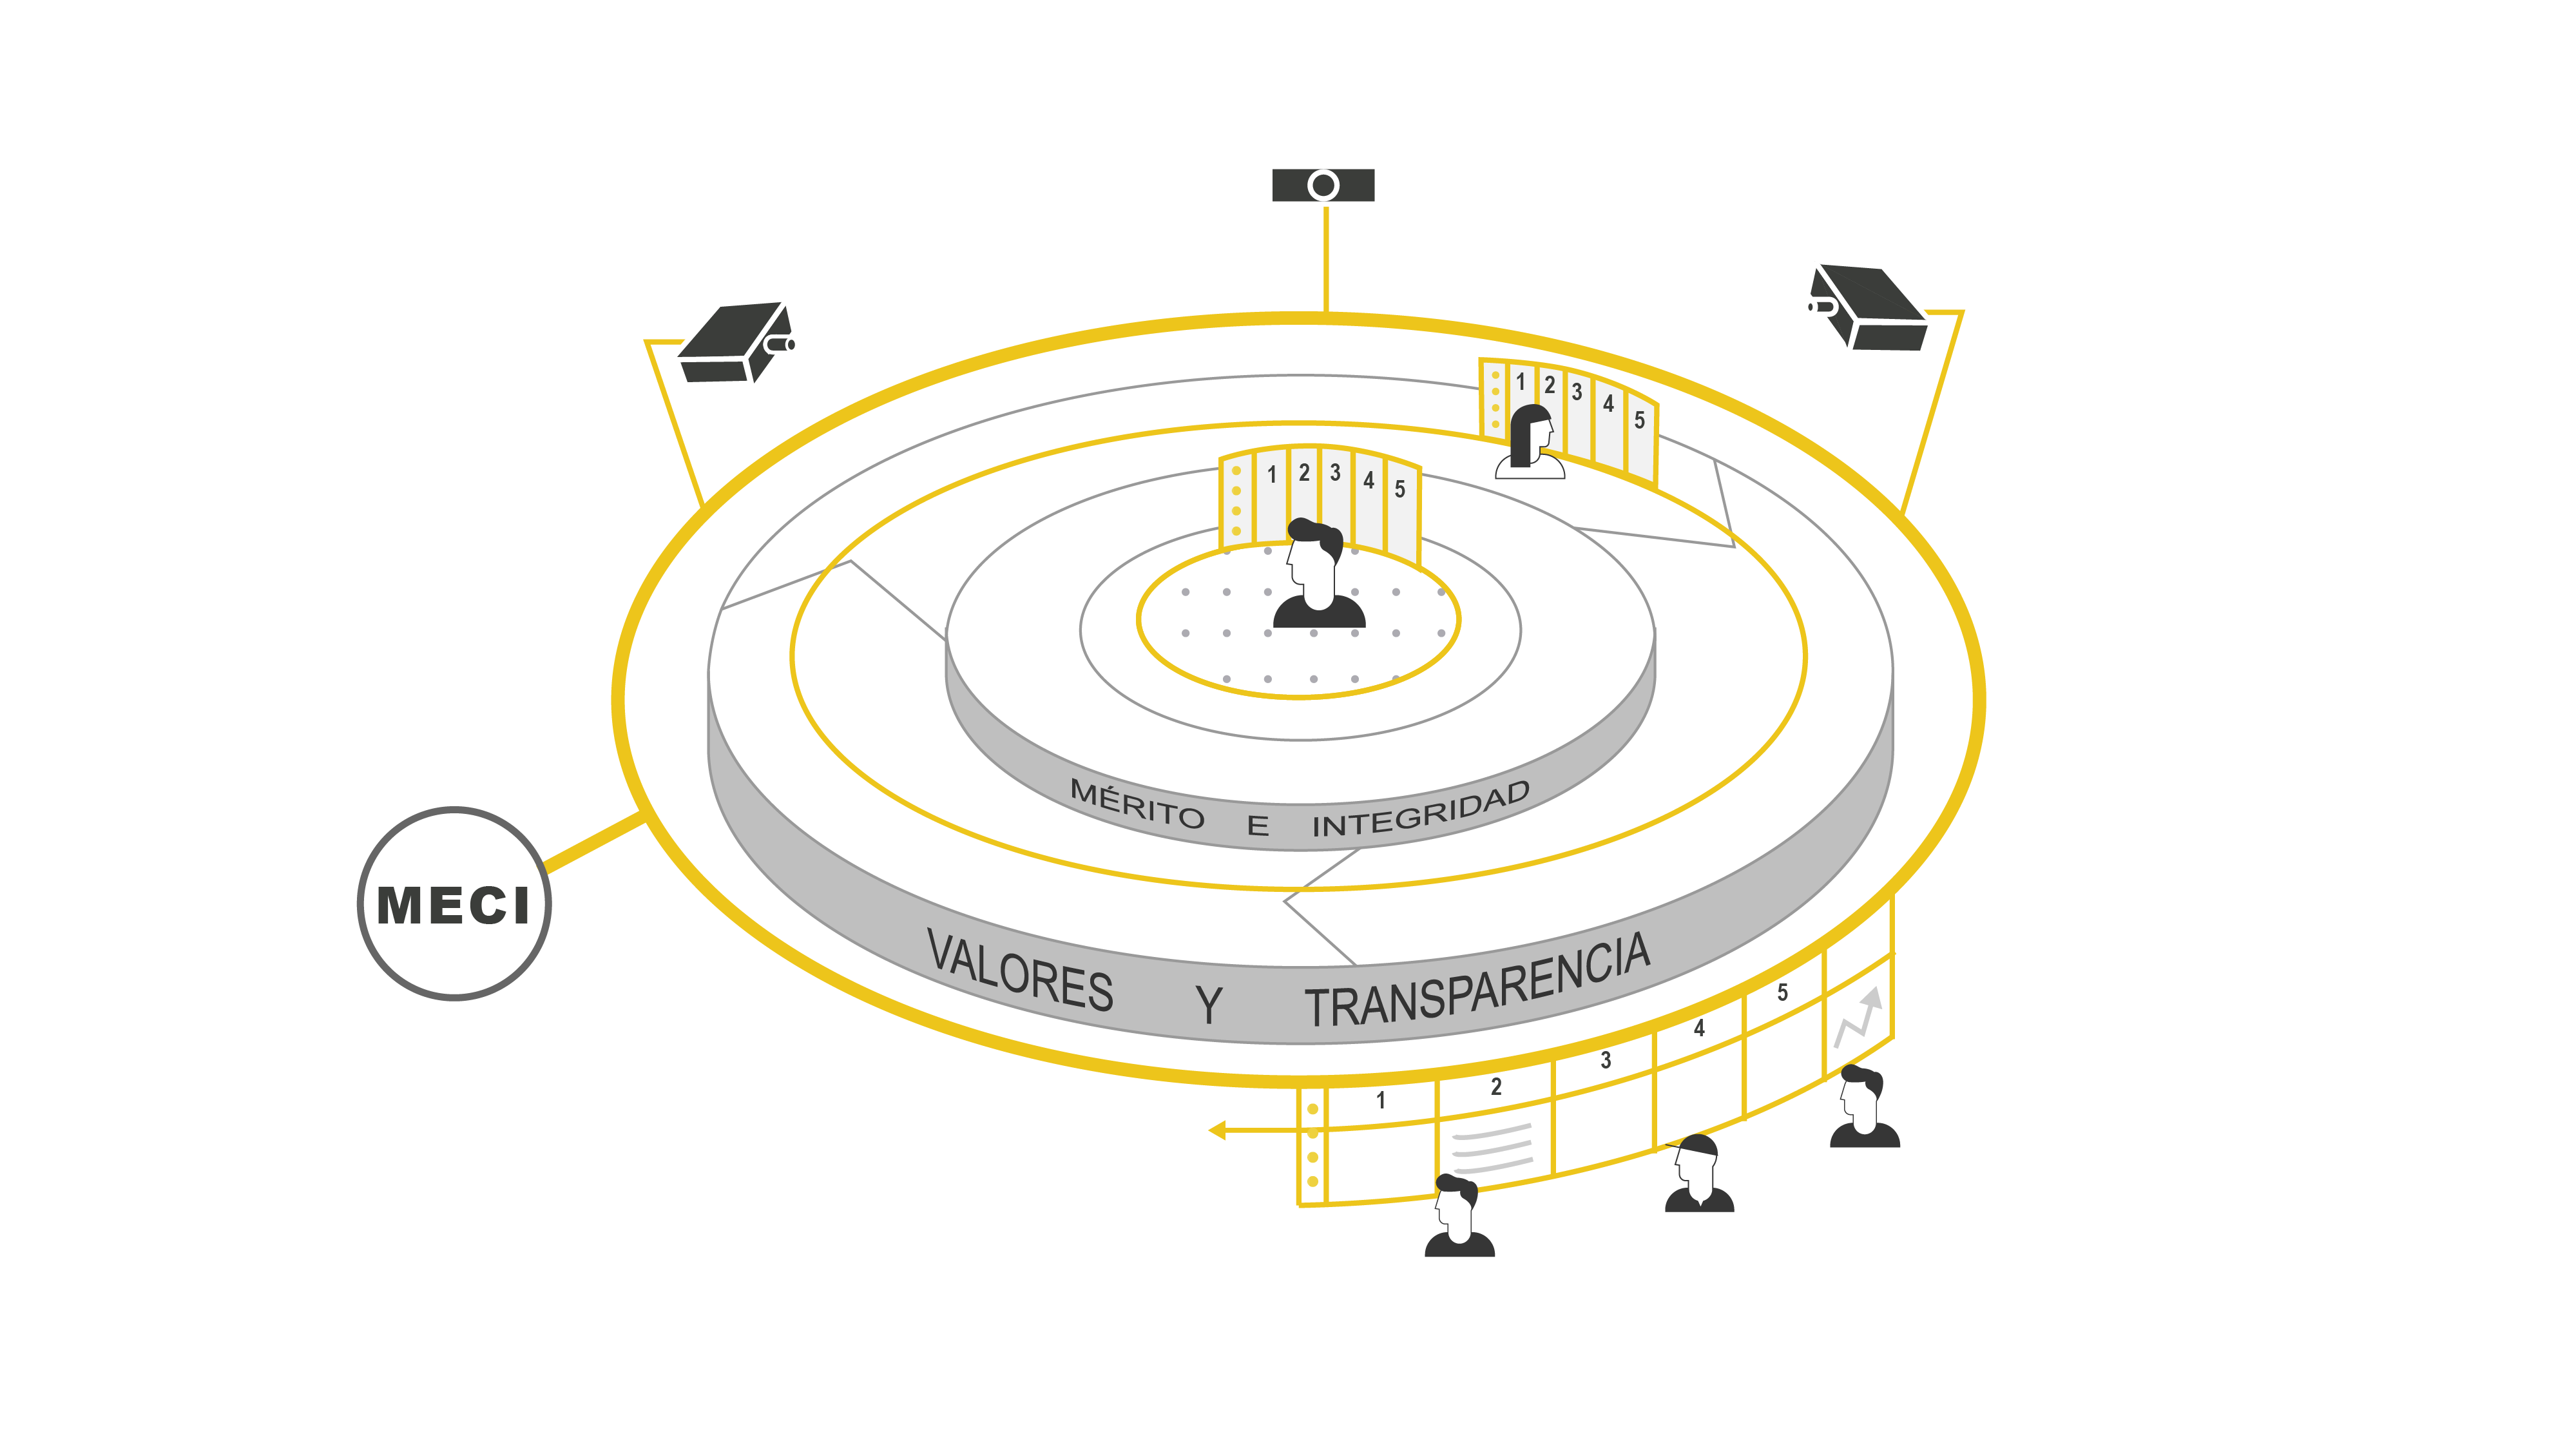 1 2 3 4 5
1 2 3 4 5
MÉRITO E INTEGRIDAD
MECI
VALORES Y TRANSPARENCIA
1 2 3 4 5